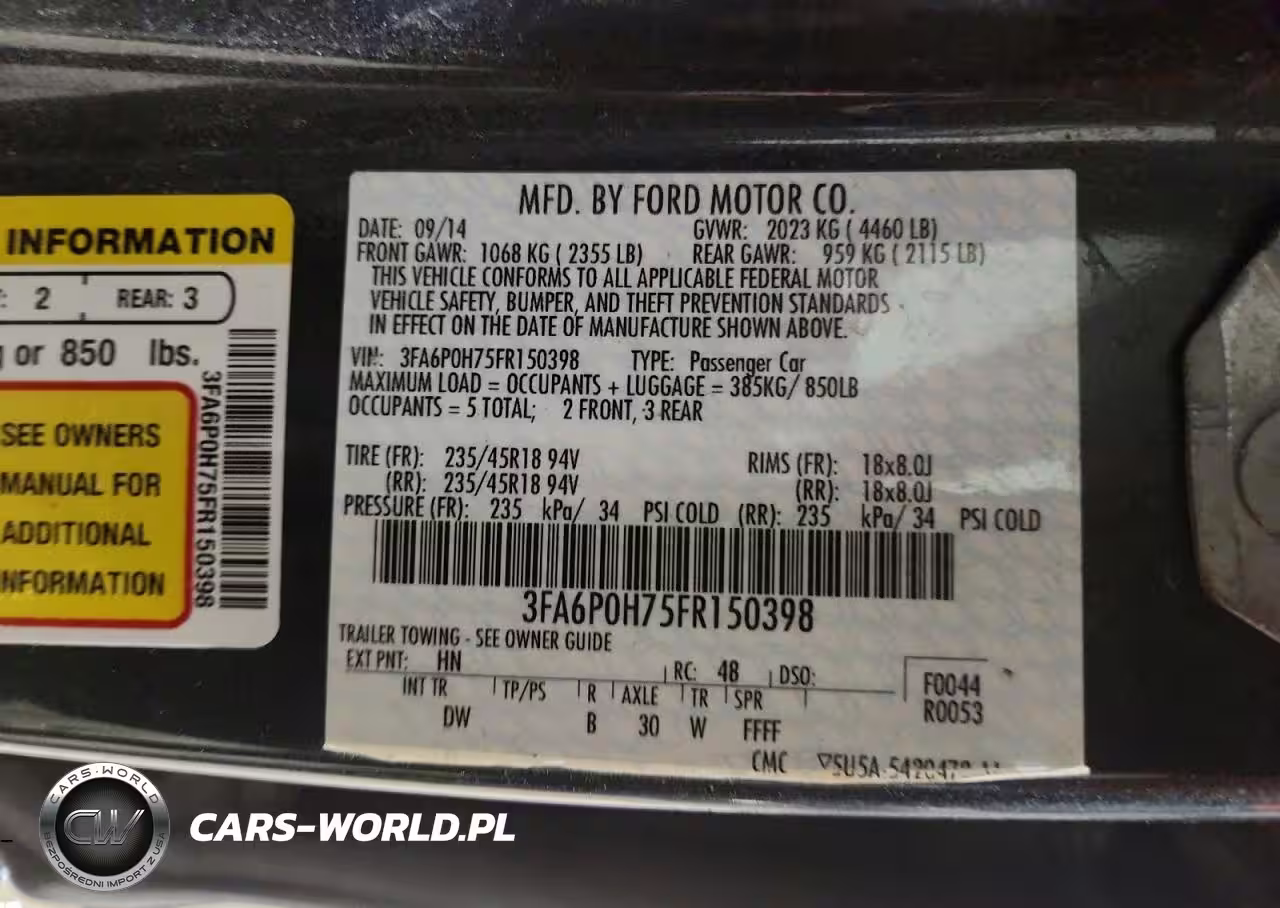 INFORMATION
: 2 REAR: 3
or 850 lbs.
SEE OWNERS
MANUAL FOR
ADDITIONAL
INFORMATION
3FA6P0H75FR150398
MFD. BY FORD MOTOR CO.
DATE: 09/14 GVWR: 2023 KG ( 4460 LB)
FRONT GAWR: 1068 KG ( 2355 LB) REAR GAWR: 959 KG ( 2115 LB)
THIS VEHICLE CONFORMS TO ALL APPLICABLE FEDERAL MOTOR
VEHICLE SAFETY, BUMPER, AND THEFT PREVENTION STANDARDS
IN EFFECT ON THE DATE OF MANUFACTURE SHOWN ABOVE.
VIN: 3FA6P0H75FR150398 TYPE: Passenger Car
MAXIMUM LOAD = OCCUPANTS + LUGGAGE = 385KG/ 850LB
OCCUPANTS = 5 TOTAL; 2 FRONT, 3 REAR
TIRE (FR): 235/45R18 94V RIMS (FR): 18x8.0J
(RR): 235/45R18 94V (RR): 18x8.0J
PRESSURE (FR): 235 kPa/ 34 PSI COLD (RR): 235 kPa/ 34 PSI COLD
3FA6P0H75FR150398
TRAILER TOWING - SEE OWNER GUIDE
EXT PNT: HN RC: 48 DSO:
INT TR TP/PS R AXLE TR SPR
DW B 30 W FFFF
F0044
R0053
CMC
CARS-WORLD
CW
BEZPOŚREDNI IMPORT Z USA
CARS-WORLD.PL